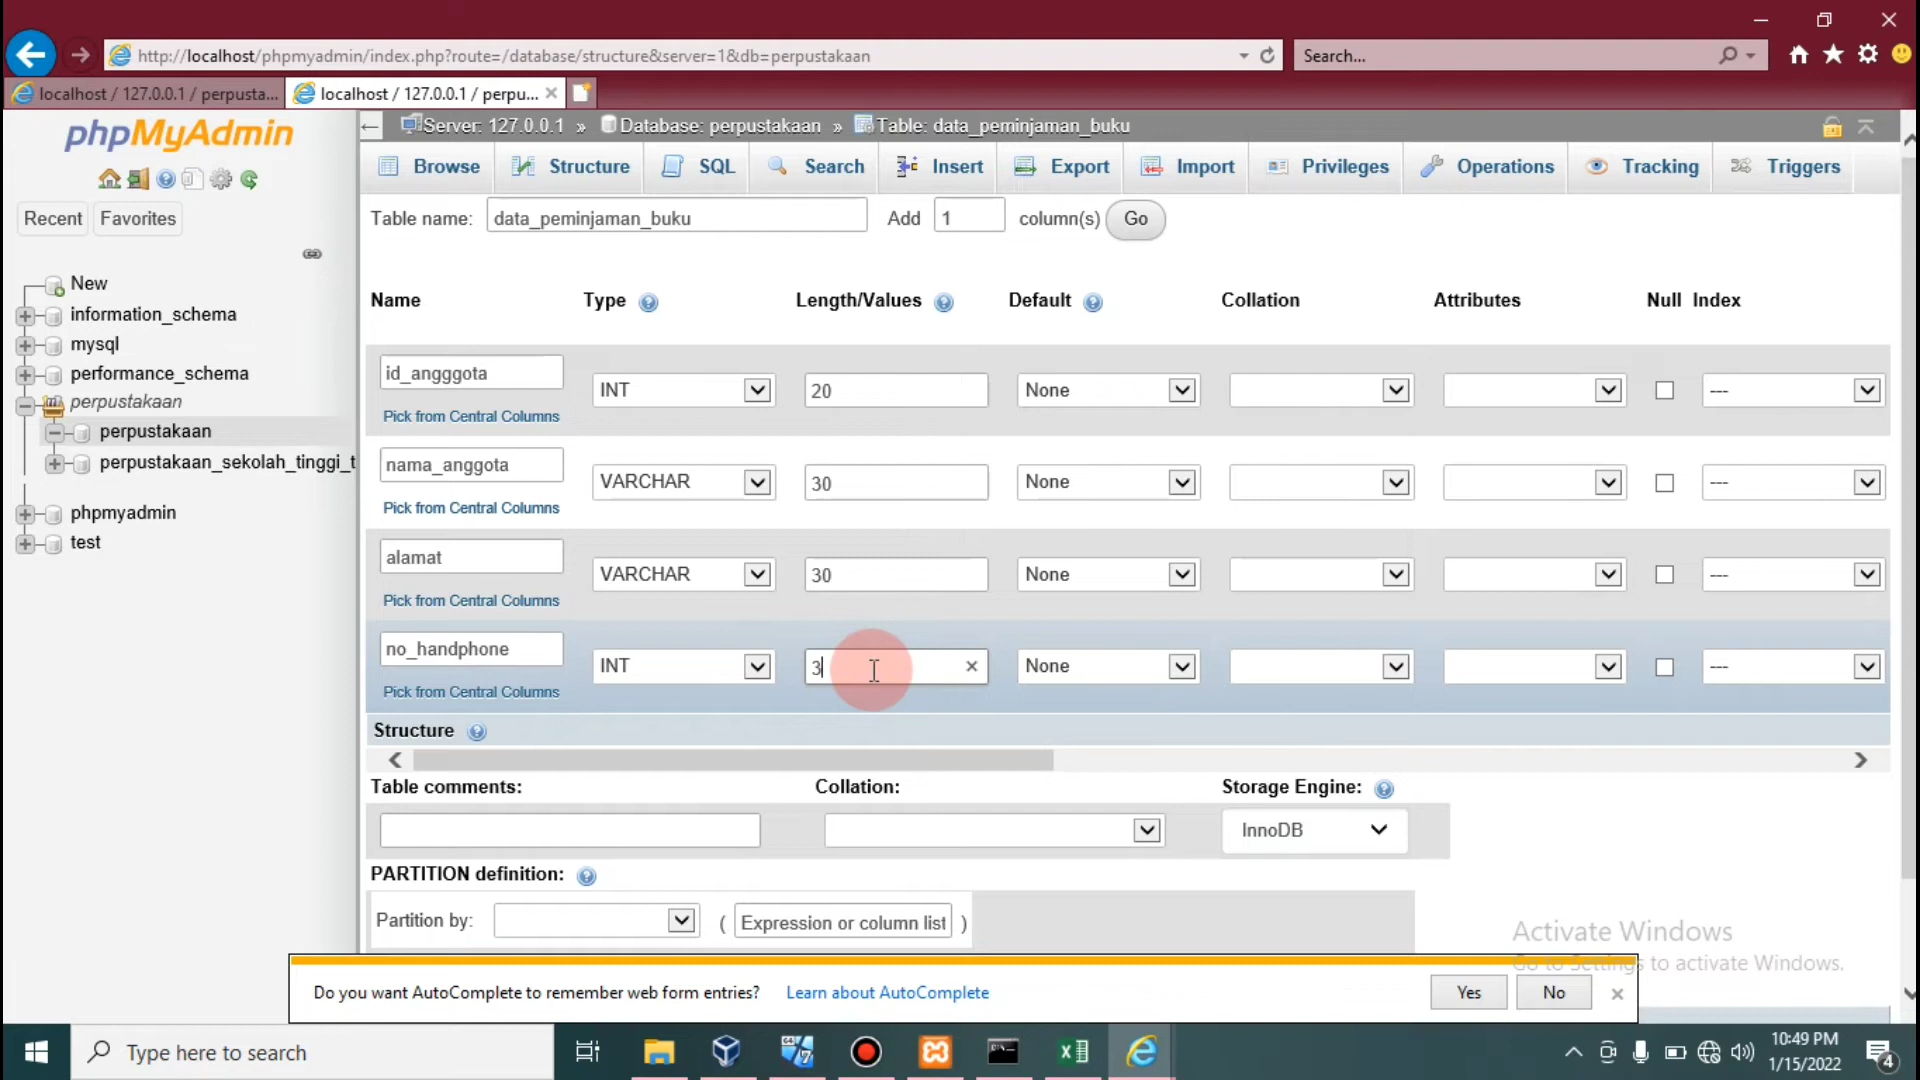 http://localhost/phpmyadmin/index.php?route=/database/structure&server=1&db=perpustakaan
Search...
localhost / 127.0.0.1 / perpusta...
localhost / 127.0.0.1 / perpu...
phpMyAdmin
Server: 127.0.0.1 » Database: perpustakaan » Table: data_peminjaman_buku
Browse Structure SQL Search Insert Export Import Privileges Operations Tracking Triggers
Recent Favorites
Table name: data_peminjaman_buku Add 1 column(s) Go
New
information_schema
mysql
performance_schema
perpustakaan
perpustakaan
perpustakaan_sekolah_tinggi_t
phpmyadmin
test
Name Type Length/Values Default Collation Attributes Null Index
id_angggota INT 20 None ---
Pick from Central Columns
nama_anggota VARCHAR 30 None ---
Pick from Central Columns
alamat VARCHAR 30 None ---
Pick from Central Columns
no_handphone INT 3 None ---
Pick from Central Columns
Structure
Table comments: Collation: Storage Engine:
InnoDB
PARTITION definition:
Partition by: ( Expression or column list )
Activate Windows
Go to Settings to activate Windows.
Do you want AutoComplete to remember web form entries? Learn about AutoComplete Yes No
Type here to search
10:49 PM
1/15/2022
4